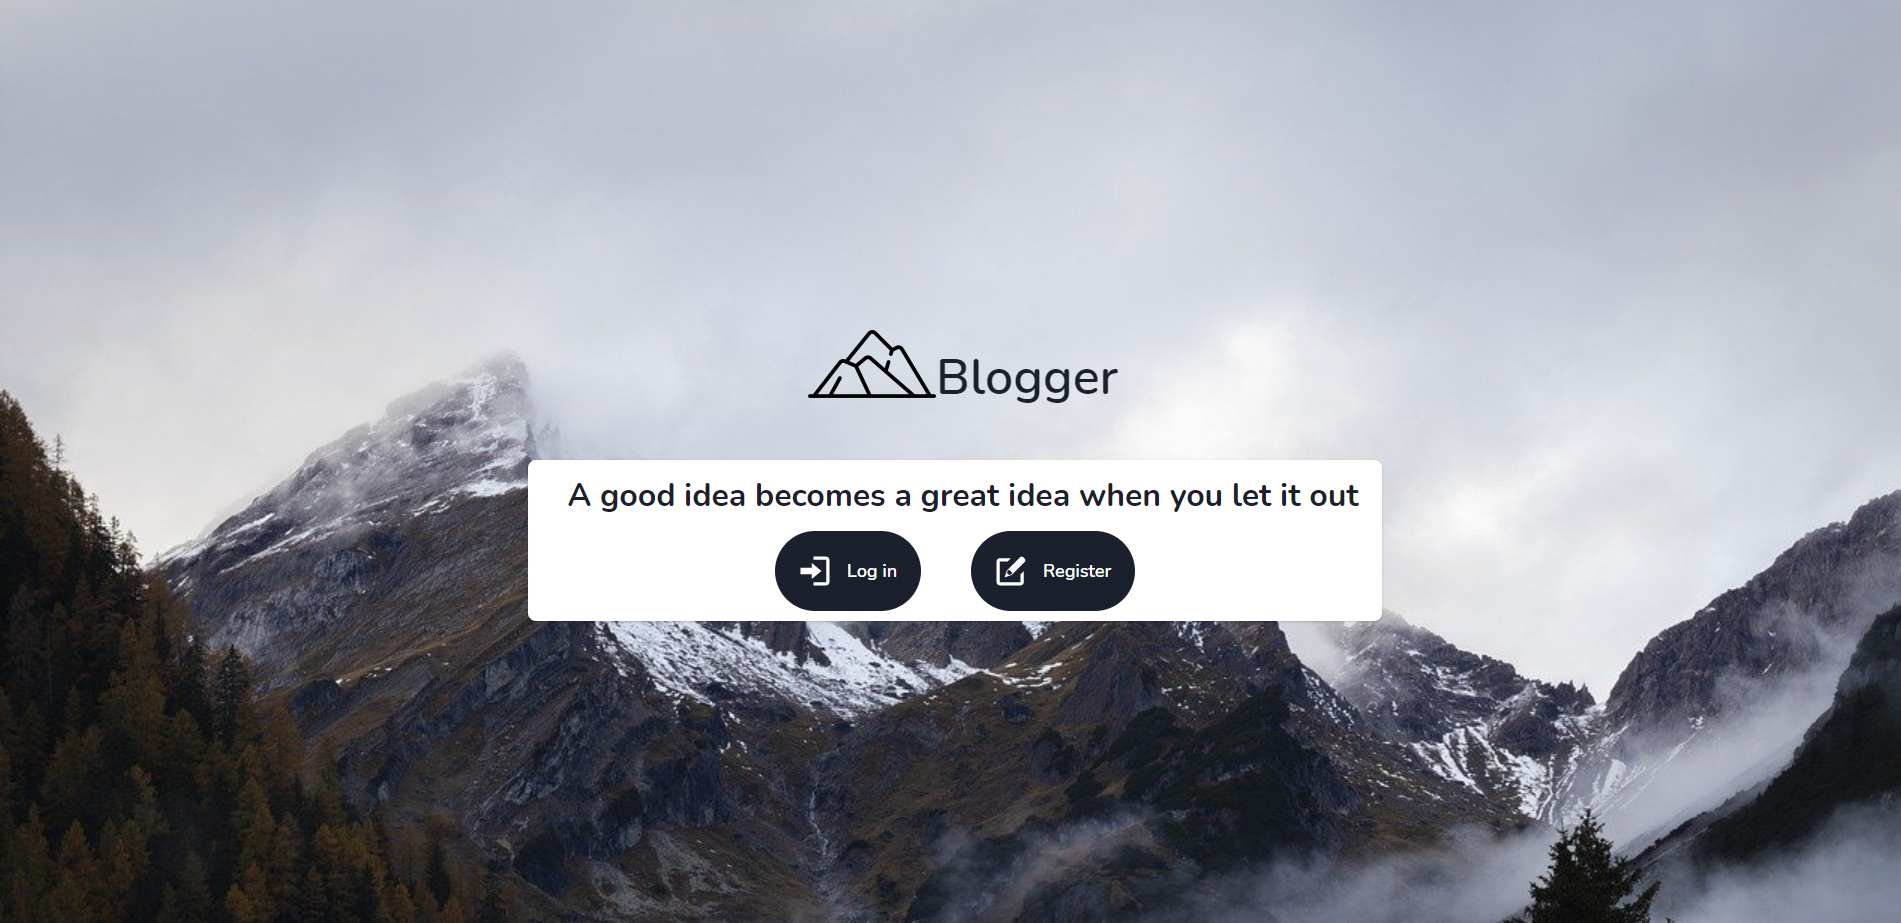 Blogger
A good idea becomes a great idea when you let it out
Log in
Register